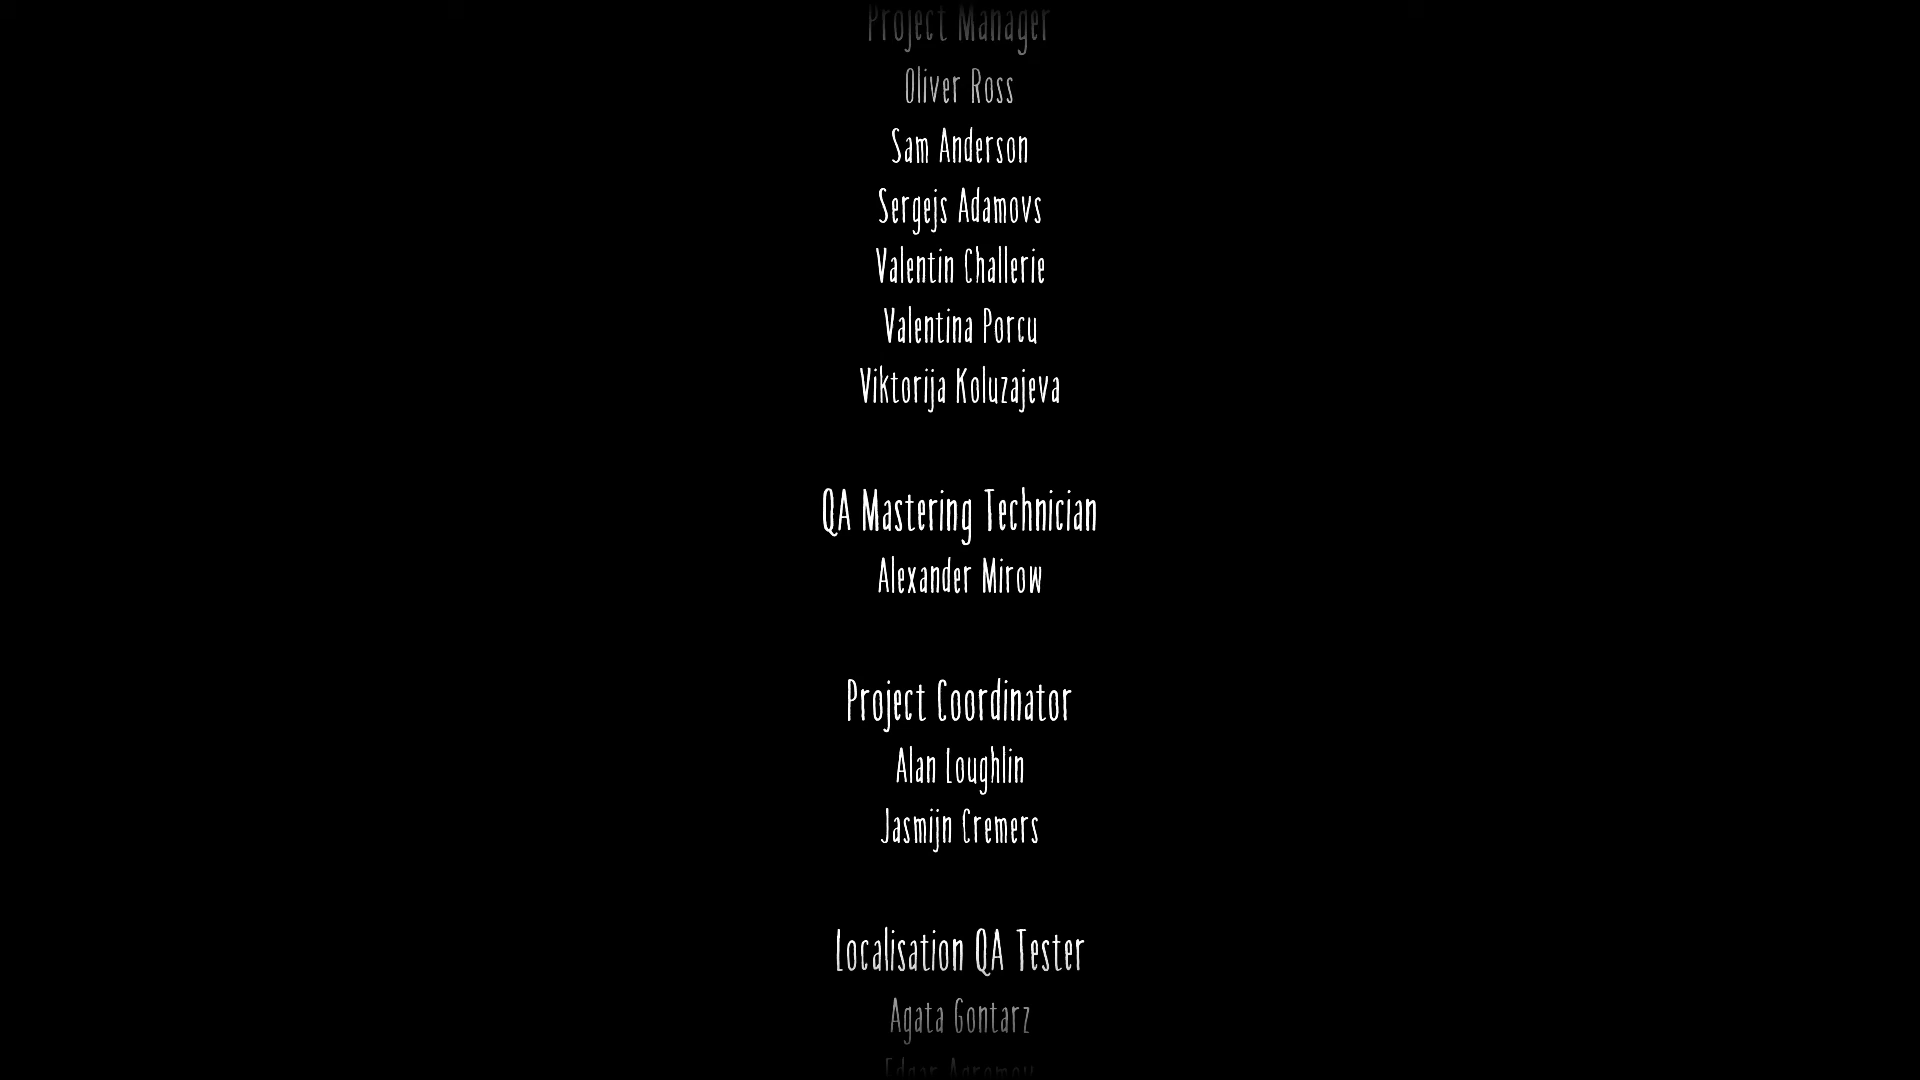 Project Manager
Oliver Ross
Sam Anderson
Sergejs Adamovs
Valentin Challerie
Valentina Porcu
Viktorija Koluzajeva
QA Mastering Technician
Alexander Mirow
Project Coordinator
Alan Loughlin
Jasmijn Cremers
Localisation QA Tester
Agata Gontarz
Edgar